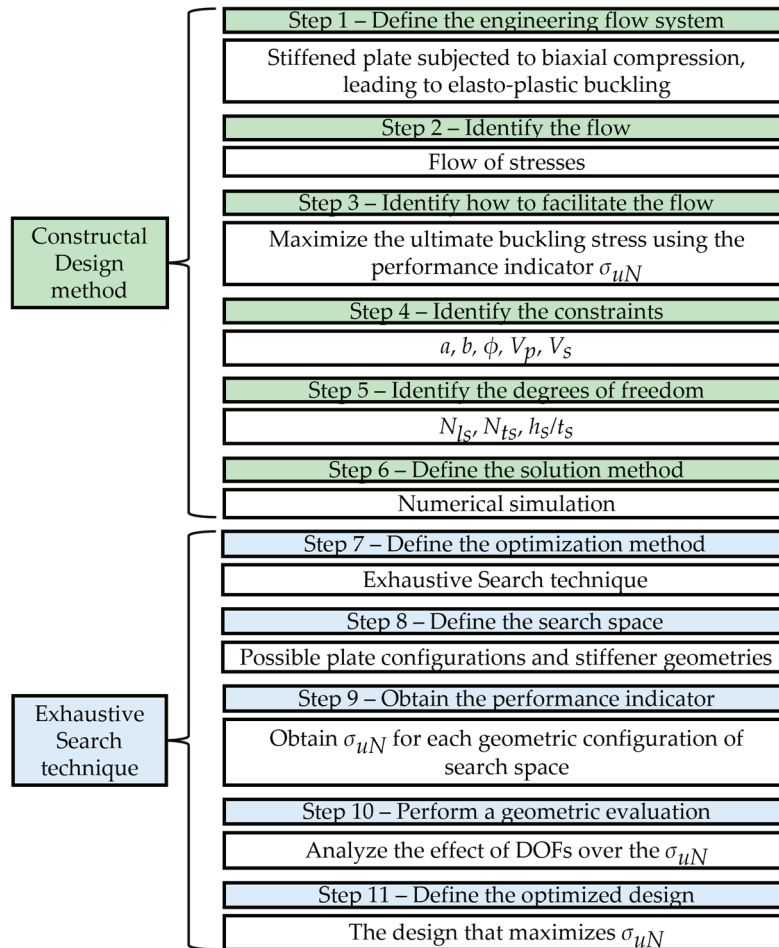 Step 1 – Define the engineering flow system
Stiffened plate subjected to biaxial compression,
leading to elasto-plastic buckling
Step 2 – Identify the flow
Flow of stresses
Step 3 – Identify how to facilitate the flow
Maximize the ultimate buckling stress using the
performance indicator σuN
Step 4 – Identify the constraints
a, b, ϕ, Vp, Vs
Step 5 – Identify the degrees of freedom
Nls, Nts, hs/ts
Step 6 – Define the solution method
Numerical simulation
Constructal
Design
method
Step 7 – Define the optimization method
Exhaustive Search technique
Step 8 – Define the search space
Possible plate configurations and stiffener geometries
Step 9 – Obtain the performance indicator
Obtain σuN for each geometric configuration of
search space
Step 10 – Perform a geometric evaluation
Analyze the effect of DOFs over the σuN
Step 11 – Define the optimized design
The design that maximizes σuN
Exhaustive
Search
technique